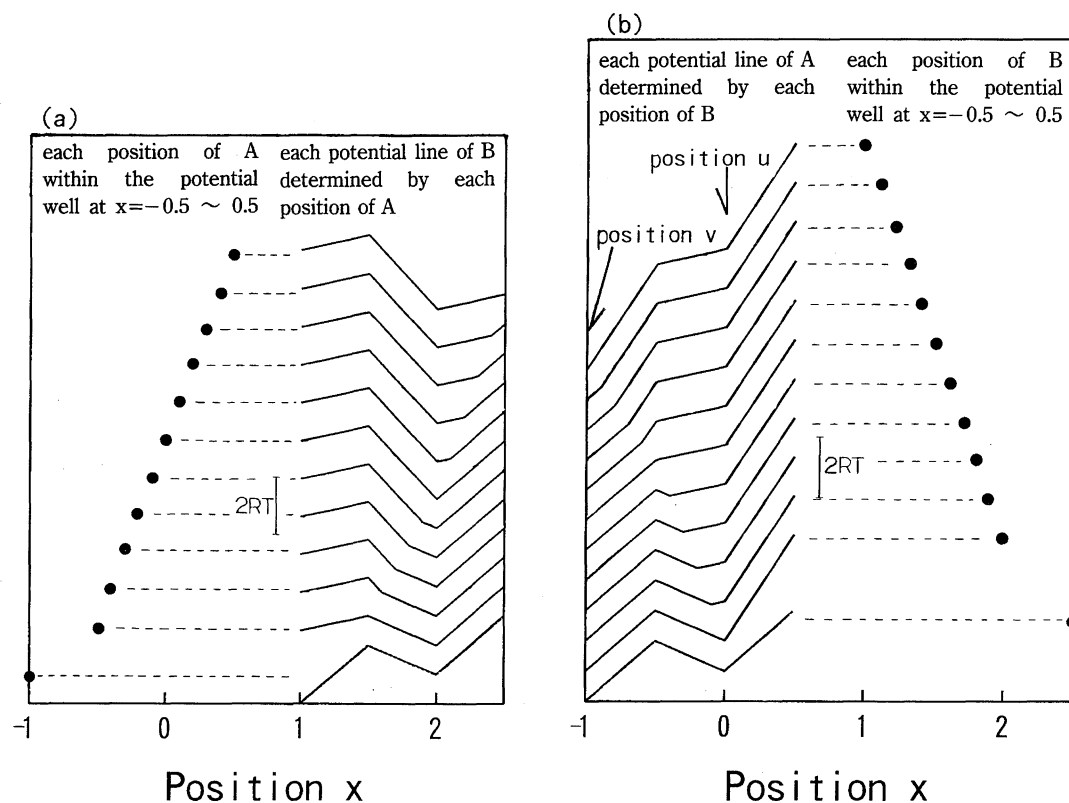 (a)
each position of A
within the potential
well at x=−0.5 ~ 0.5
each potential line of B
determined by each
position of A
2RT
-1
0
1
2
Position x
(b)
each potential line of A
determined by each
position of B
each position of B
within the potential
well at x=−0.5 ~ 0.5
position u
position v
2RT
-1
0
1
2
Position x